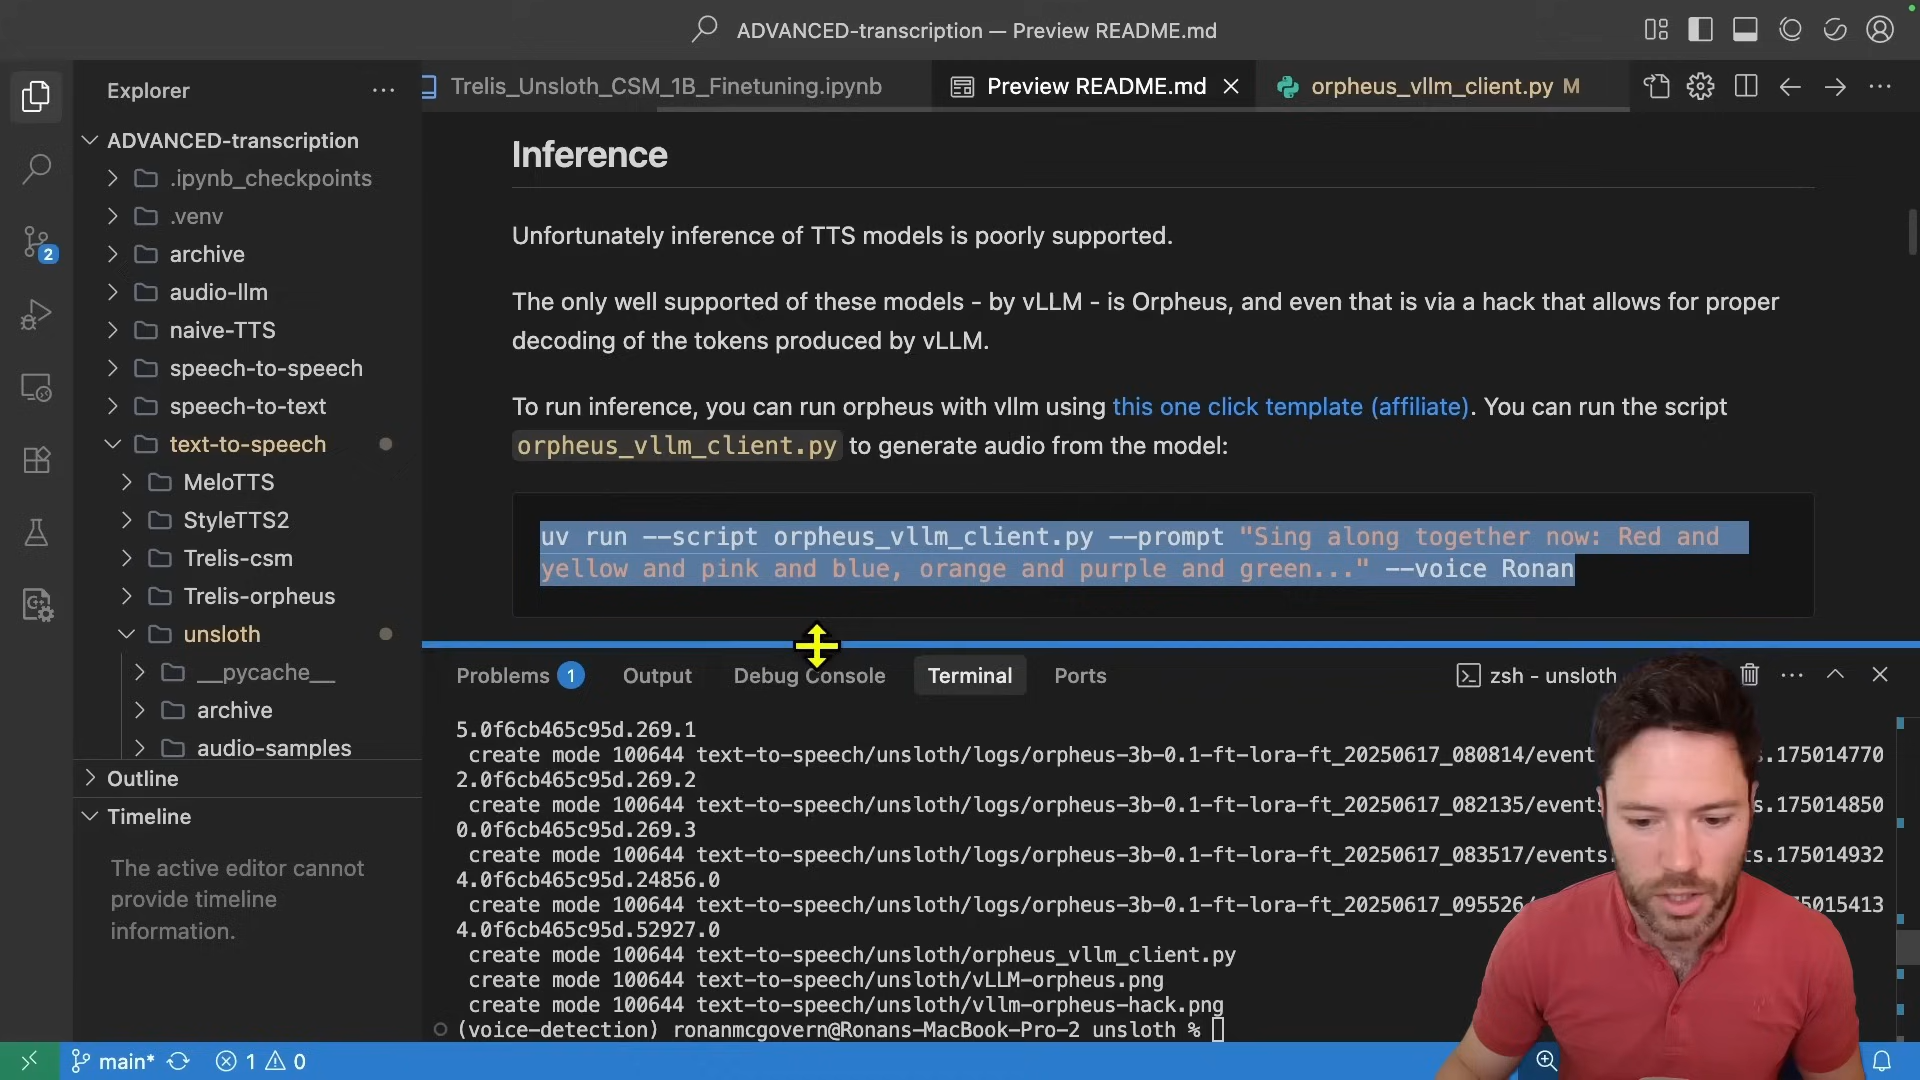 ADVANCED-transcription — Preview README.md
Explorer
Trelis_Unsloth_CSM_1B_Finetuning.ipynb
Preview README.md
orpheus_vllm_client.py M
ADVANCED-transcription
.ipynb_checkpoints
.venv
archive
audio-llm
naive-TTS
speech-to-speech
speech-to-text
text-to-speech
MeloTTS
StyleTTS2
Trelis-csm
Trelis-orpheus
unsloth
__pycache__
archive
audio-samples
Outline
Timeline
The active editor cannot
provide timeline
information.
2
Inference
Unfortunately inference of TTS models is poorly supported.
The only well supported of these models - by vLLM - is Orpheus, and even that is via a hack that allows for proper
decoding of the tokens produced by vLLM.
To run inference, you can run orpheus with vllm using this one click template (affiliate). You can run the script
orpheus_vllm_client.py to generate audio from the model:
uv run --script orpheus_vllm_client.py --prompt "Sing along together now: Red and
yellow and pink and blue, orange and purple and green..." --voice Ronan
Problems 1 Output Debug Console Terminal Ports
zsh - unsloth
5.0f6cb465c95d.269.1
create mode 100644 text-to-speech/unsloth/logs/orpheus-3b-0.1-ft-lora-ft_20250617_080814/event s.175014770
2.0f6cb465c95d.269.2
create mode 100644 text-to-speech/unsloth/logs/orpheus-3b-0.1-ft-lora-ft_20250617_082135/event s.175014850
0.0f6cb465c95d.269.3
create mode 100644 text-to-speech/unsloth/logs/orpheus-3b-0.1-ft-lora-ft_20250617_083517/events. s.175014932
4.0f6cb465c95d.24856.0
create mode 100644 text-to-speech/unsloth/logs/orpheus-3b-0.1-ft-lora-ft_20250617_095526/ 5015413
4.0f6cb465c95d.52927.0
create mode 100644 text-to-speech/unsloth/orpheus_vllm_client.py
create mode 100644 text-to-speech/unsloth/vLLM-orpheus.png
create mode 100644 text-to-speech/unsloth/vllm-orpheus-hack.png
(voice-detection) ronanmcgovern@Ronans-MacBook-Pro-2 unsloth %
main* 1 0